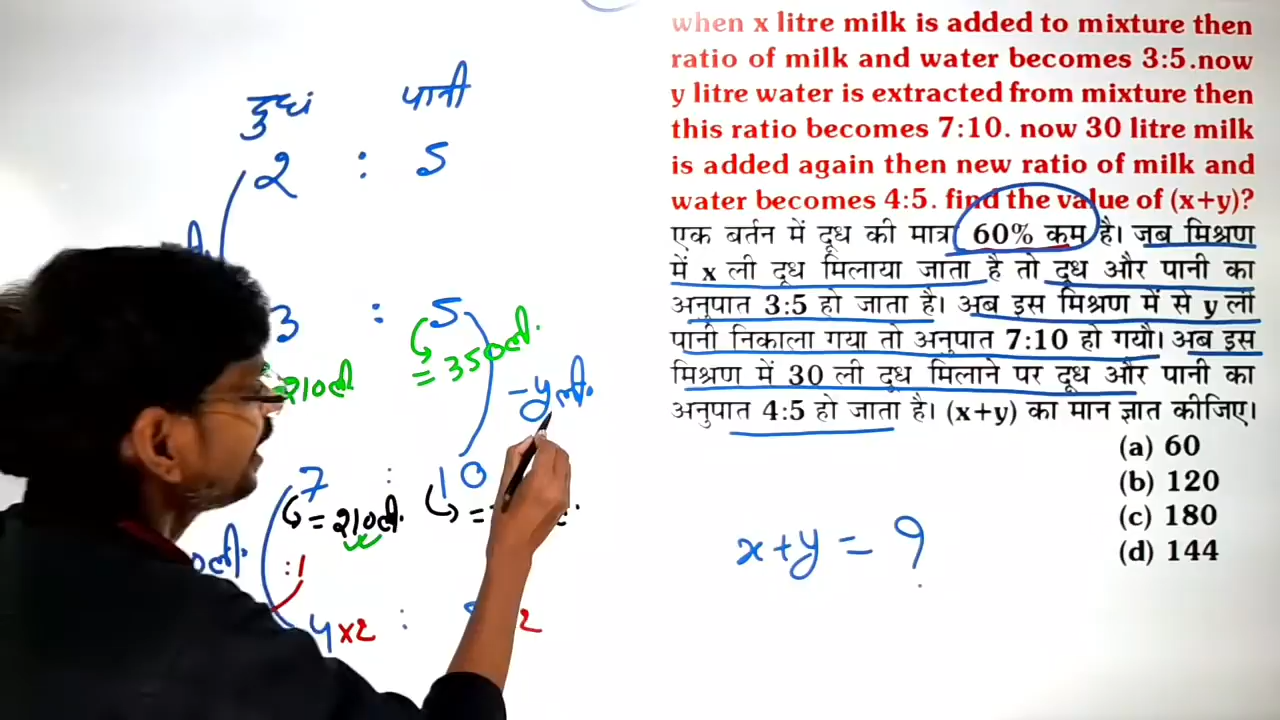 when x litre milk is added to mixture then
ratio of milk and water becomes 3:5.now
y litre water is extracted from mixture then
this ratio becomes 7:10. now 30 litre milk
is added again then new ratio of milk and
water becomes 4:5. find the value of (x+y)?
एक बर्तन में दूध की मात्र 60% कम है। जब मिश्रण
में x ली दूध मिलाया जाता है तो दूध और पानी का
अनुपात 3:5 हो जाता है। अब इस मिश्रण में से y ली
पानी निकाला गया तो अनुपात 7:10 हो गयौ। अब इस
मिश्रण में 30 ली दूध मिलाने पर दूध और पानी का
अनुपात 4:5 हो जाता है। (x+y) का मान ज्ञात कीजिए।
(a) 60
(b) 120
(c) 180
(d) 144
x+y = 9
दुध पानी
2 : 5
3 : 5
210ली = 350ली.
-yली.
7 : 10
= 210ली. =
:1
4x2 : 2